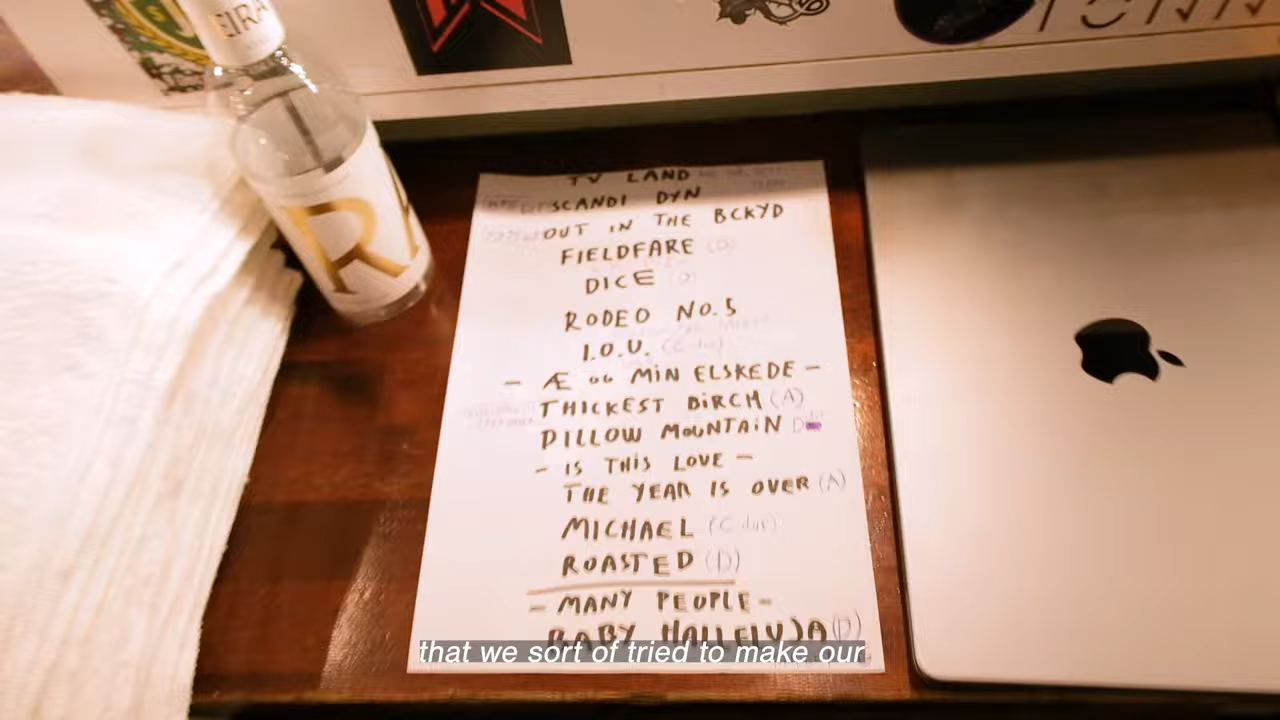 EIRA
RA
TV LAND
SCANDI DYN
OUT IN THE BCKYD
FIELDFARE (D)
DICE (D)
RODEO NO. 5
I.O.U. (C-dur)
- Æ OG MIN ELSKEDE -
THICKEST BIRCH (A)
PILLOW MOUNTAIN D
- IS THIS LOVE -
THE YEAR IS OVER (A)
MICHAEL (C-dur)
ROASTED (D)
- MANY PEOPLE -
BABY HALLELUJA (D)
that we sort of tried to make our